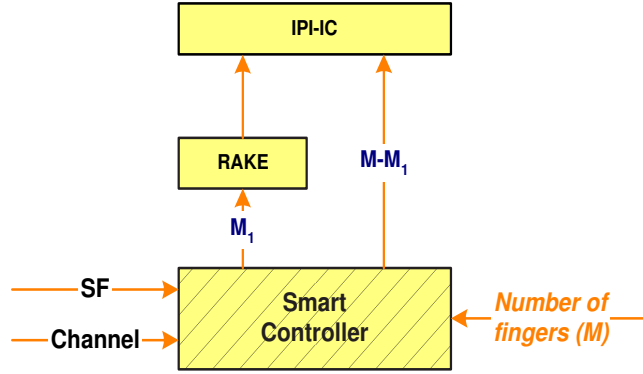 IPI-IC
RAKE
M-M₁
M₁
SF
Smart
Controller
Channel
Number of
fingers (M)